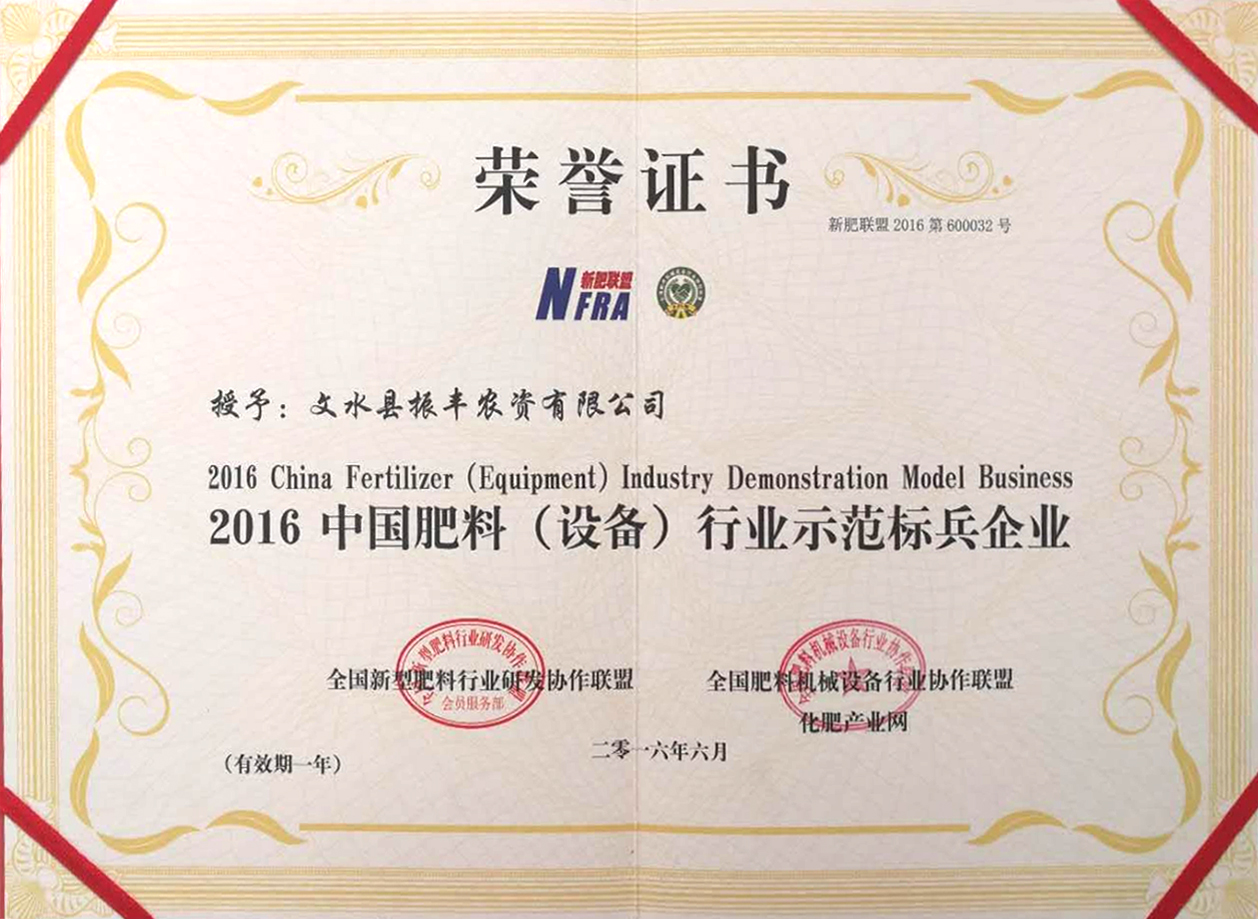 荣誉证书
新肥联盟 2016 第 600032 号
新肥联盟
NFRA
授予：文水县振丰农资有限公司
2016 China Fertilizer (Equipment) Industry Demonstration Model Business
2016 中国肥料（设备）行业示范标兵企业
全国新型肥料行业研发协作联盟
会员服务部
全国肥料机械设备行业协作联盟
化肥产业网
二零一六年六月
（有效期一年）